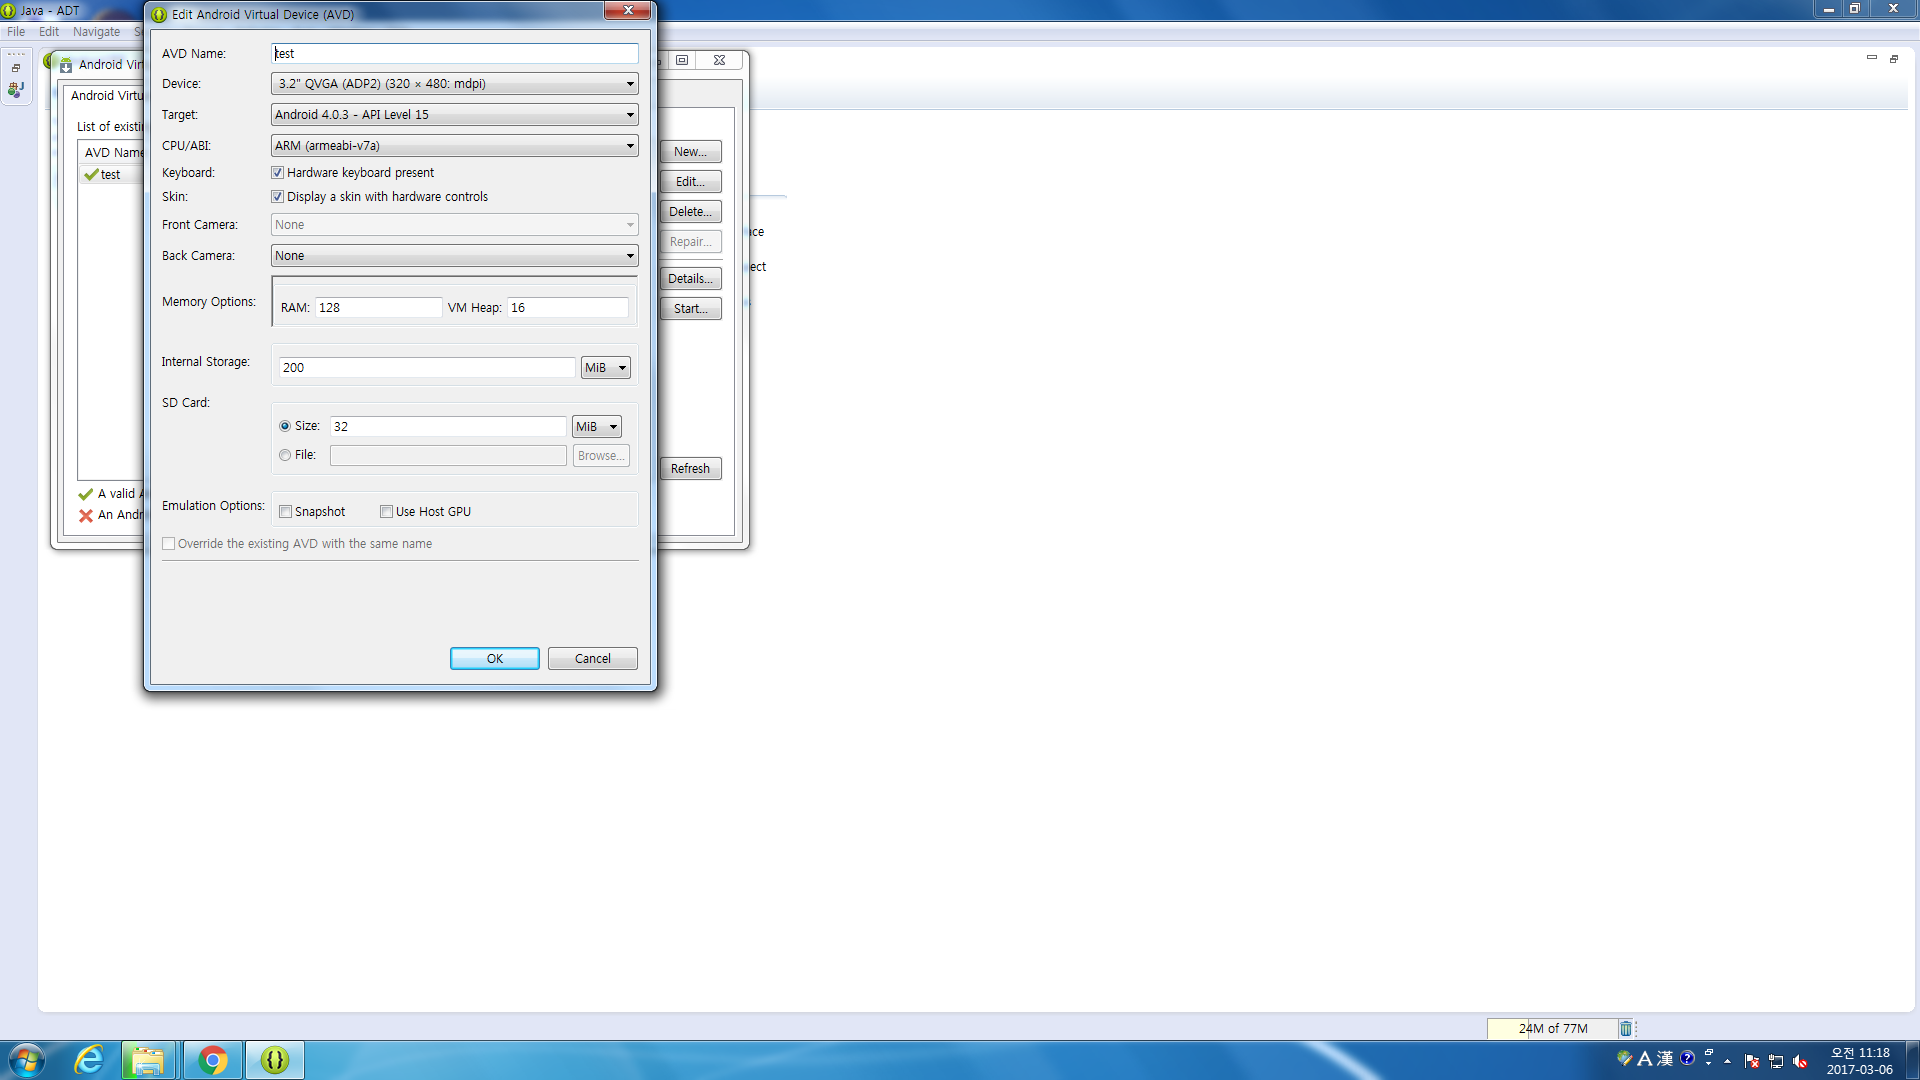 Java - ADT
File Edit Navigate
Edit Android Virtual Device (AVD)
Android Virt
Android Virtu
List of existi
AVD Name
test
A valid
An Andr
AVD Name: test
Device: 3.2" QVGA (ADP2) (320 × 480: mdpi)
Target: Android 4.0.3 - API Level 15
CPU/ABI: ARM (armeabi-v7a)
Keyboard: Hardware keyboard present
Skin: Display a skin with hardware controls
Front Camera: None
Back Camera: None
Memory Options: RAM: 128 VM Heap: 16
Internal Storage: 200 MiB
SD Card:
Size: 32 MiB
File: Browse...
Emulation Options: Snapshot Use Host GPU
Override the existing AVD with the same name
OK Cancel
New...
Edit...
Delete...
Repair...
Details...
Start...
Refresh
ce
ect
24M of 77M
A 漢
오전 11:18
2017-03-06